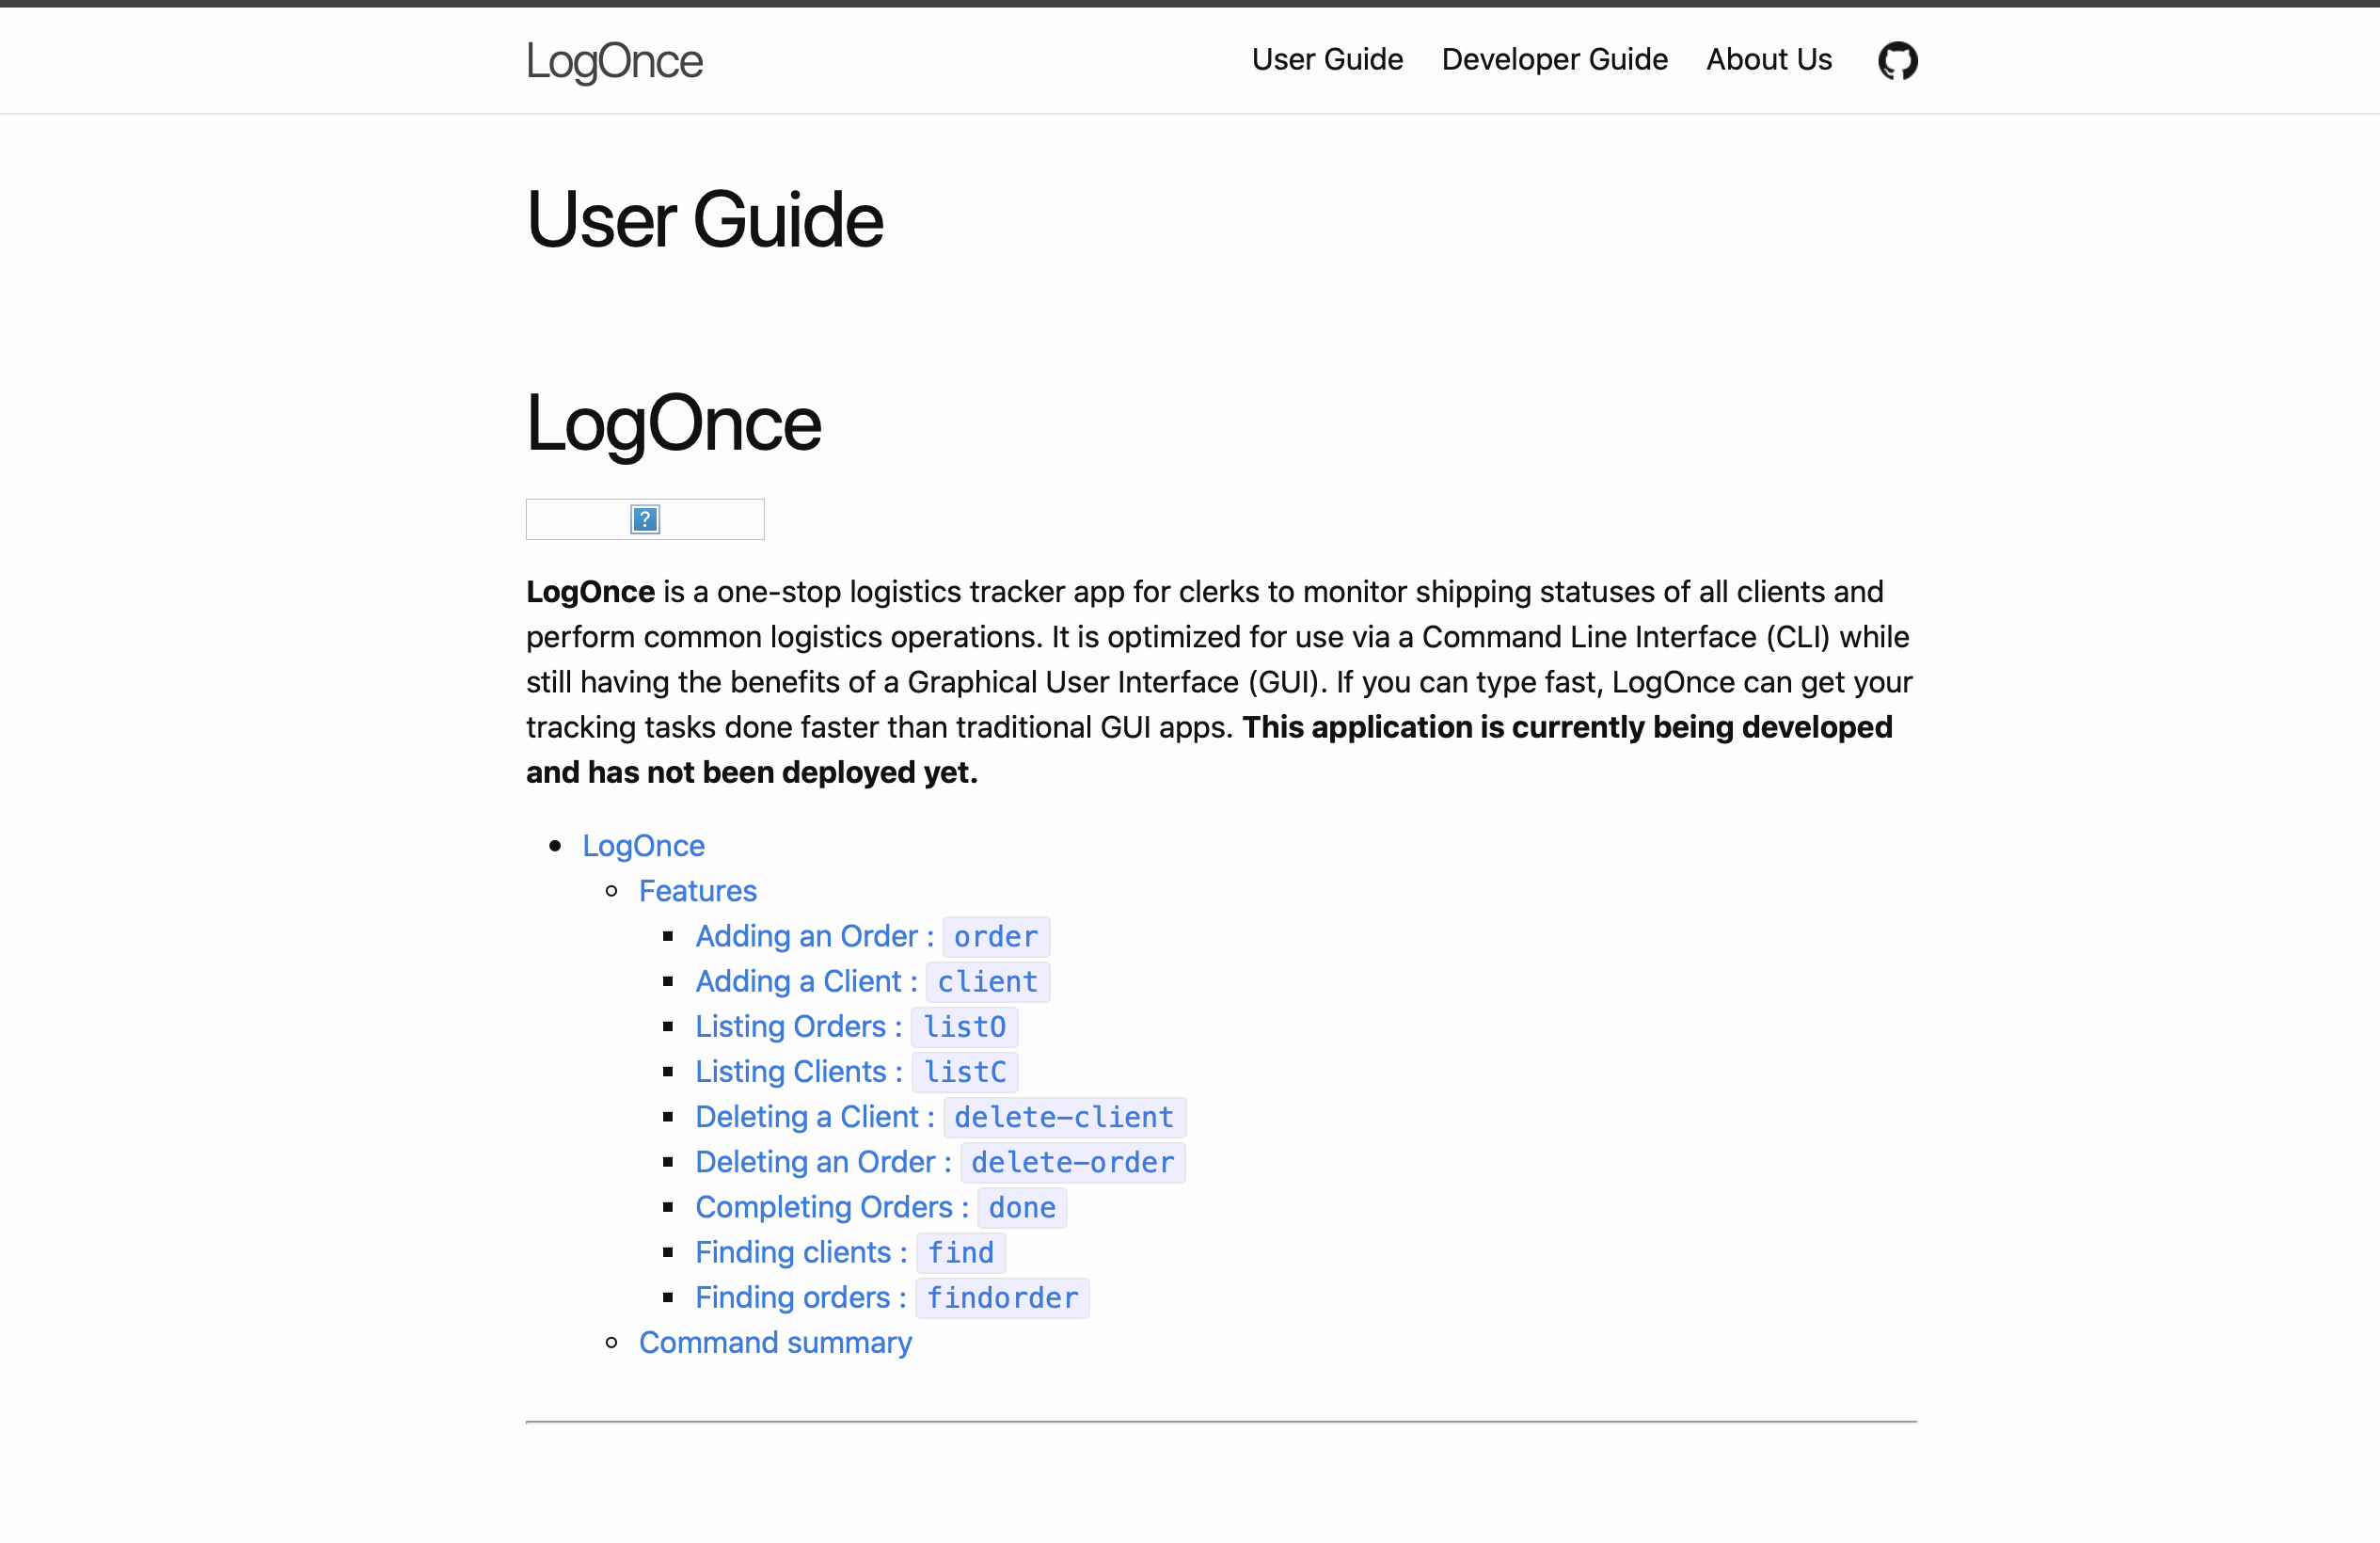 LogOnce
User Guide Developer Guide About Us
User Guide
LogOnce
?
LogOnce is a one-stop logistics tracker app for clerks to monitor shipping statuses of all clients and
perform common logistics operations. It is optimized for use via a Command Line Interface (CLI) while
still having the benefits of a Graphical User Interface (GUI). If you can type fast, LogOnce can get your
tracking tasks done faster than traditional GUI apps. This application is currently being developed
and has not been deployed yet.
LogOnce
Features
Adding an Order : order
Adding a Client : client
Listing Orders : listO
Listing Clients : listC
Deleting a Client : delete-client
Deleting an Order : delete-order
Completing Orders : done
Finding clients : find
Finding orders : findorder
Command summary